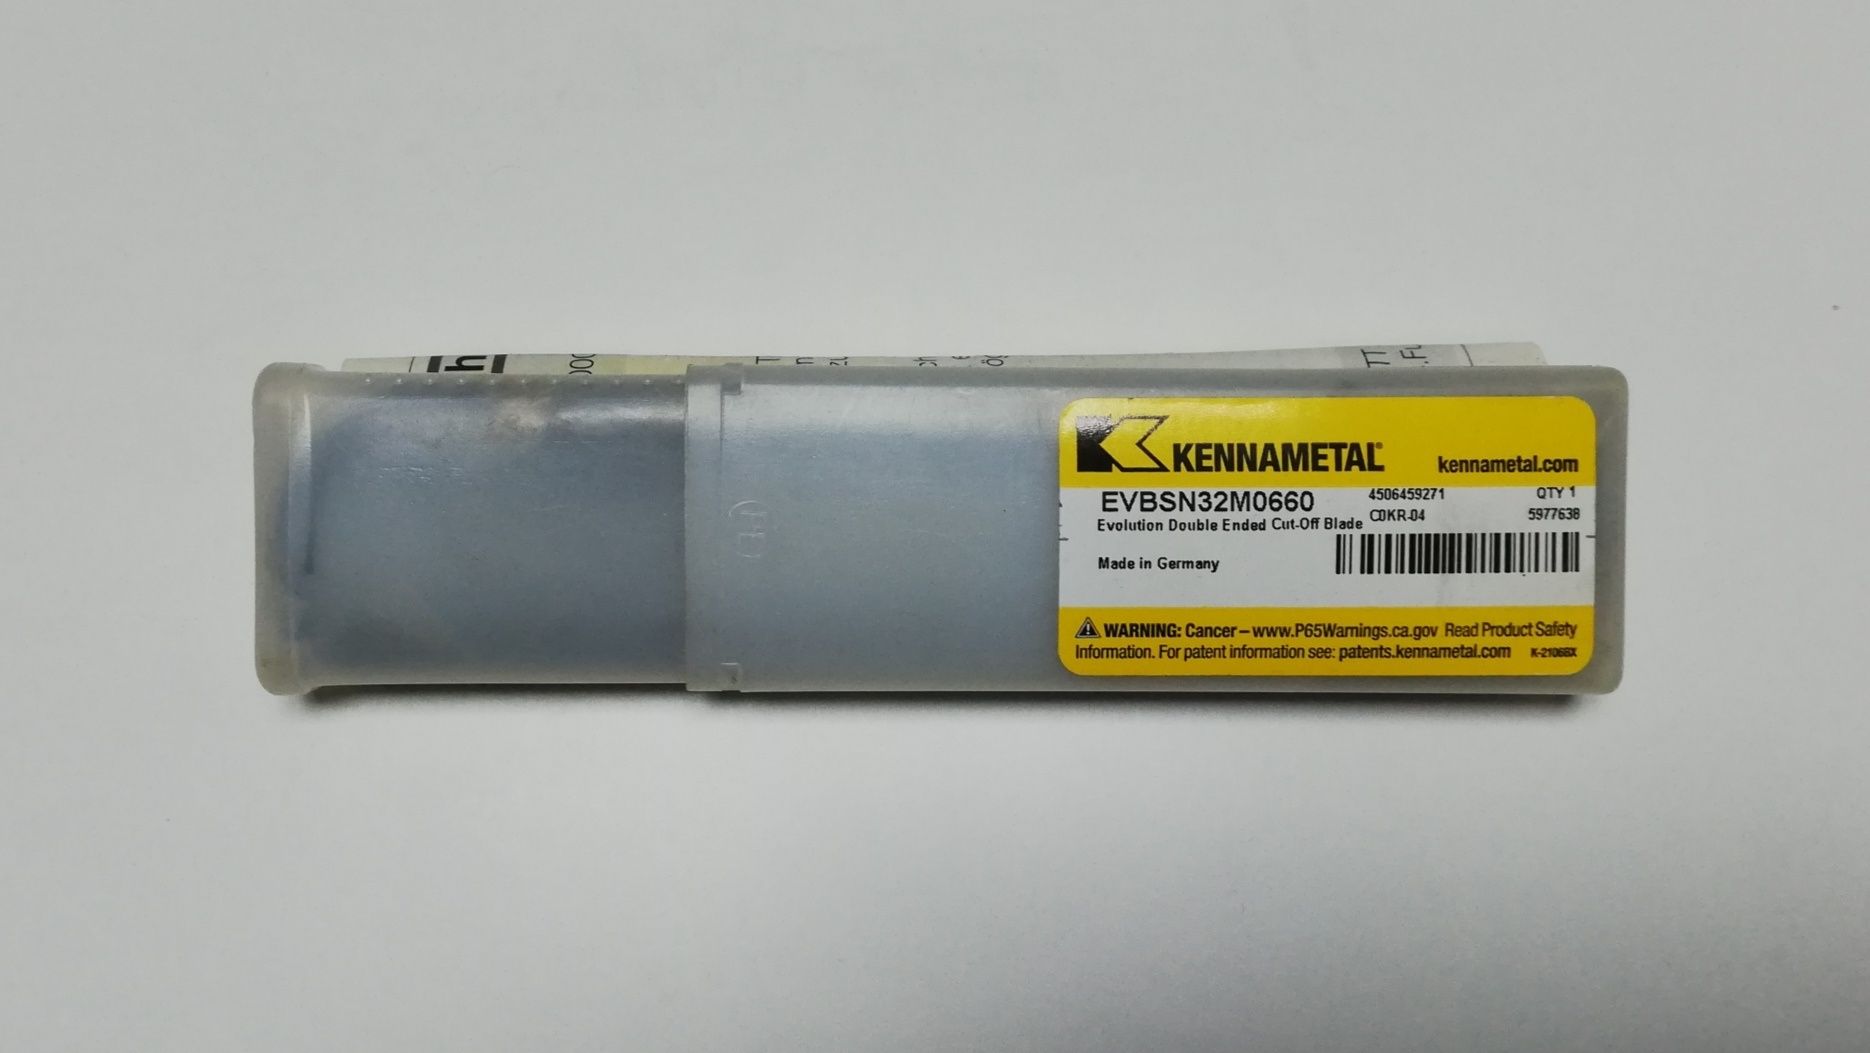 KENNAMETAL®
kennametal.com
EVBSN32M0660
4506459271
QTY 1
Evolution Double Ended Cut-Off Blade
C0KR-04
5977638
Made in Germany
WARNING: Cancer – www.P65Warnings.ca.gov Read Product Safety
Information. For patent information see: patents.kennametal.com K-21066X